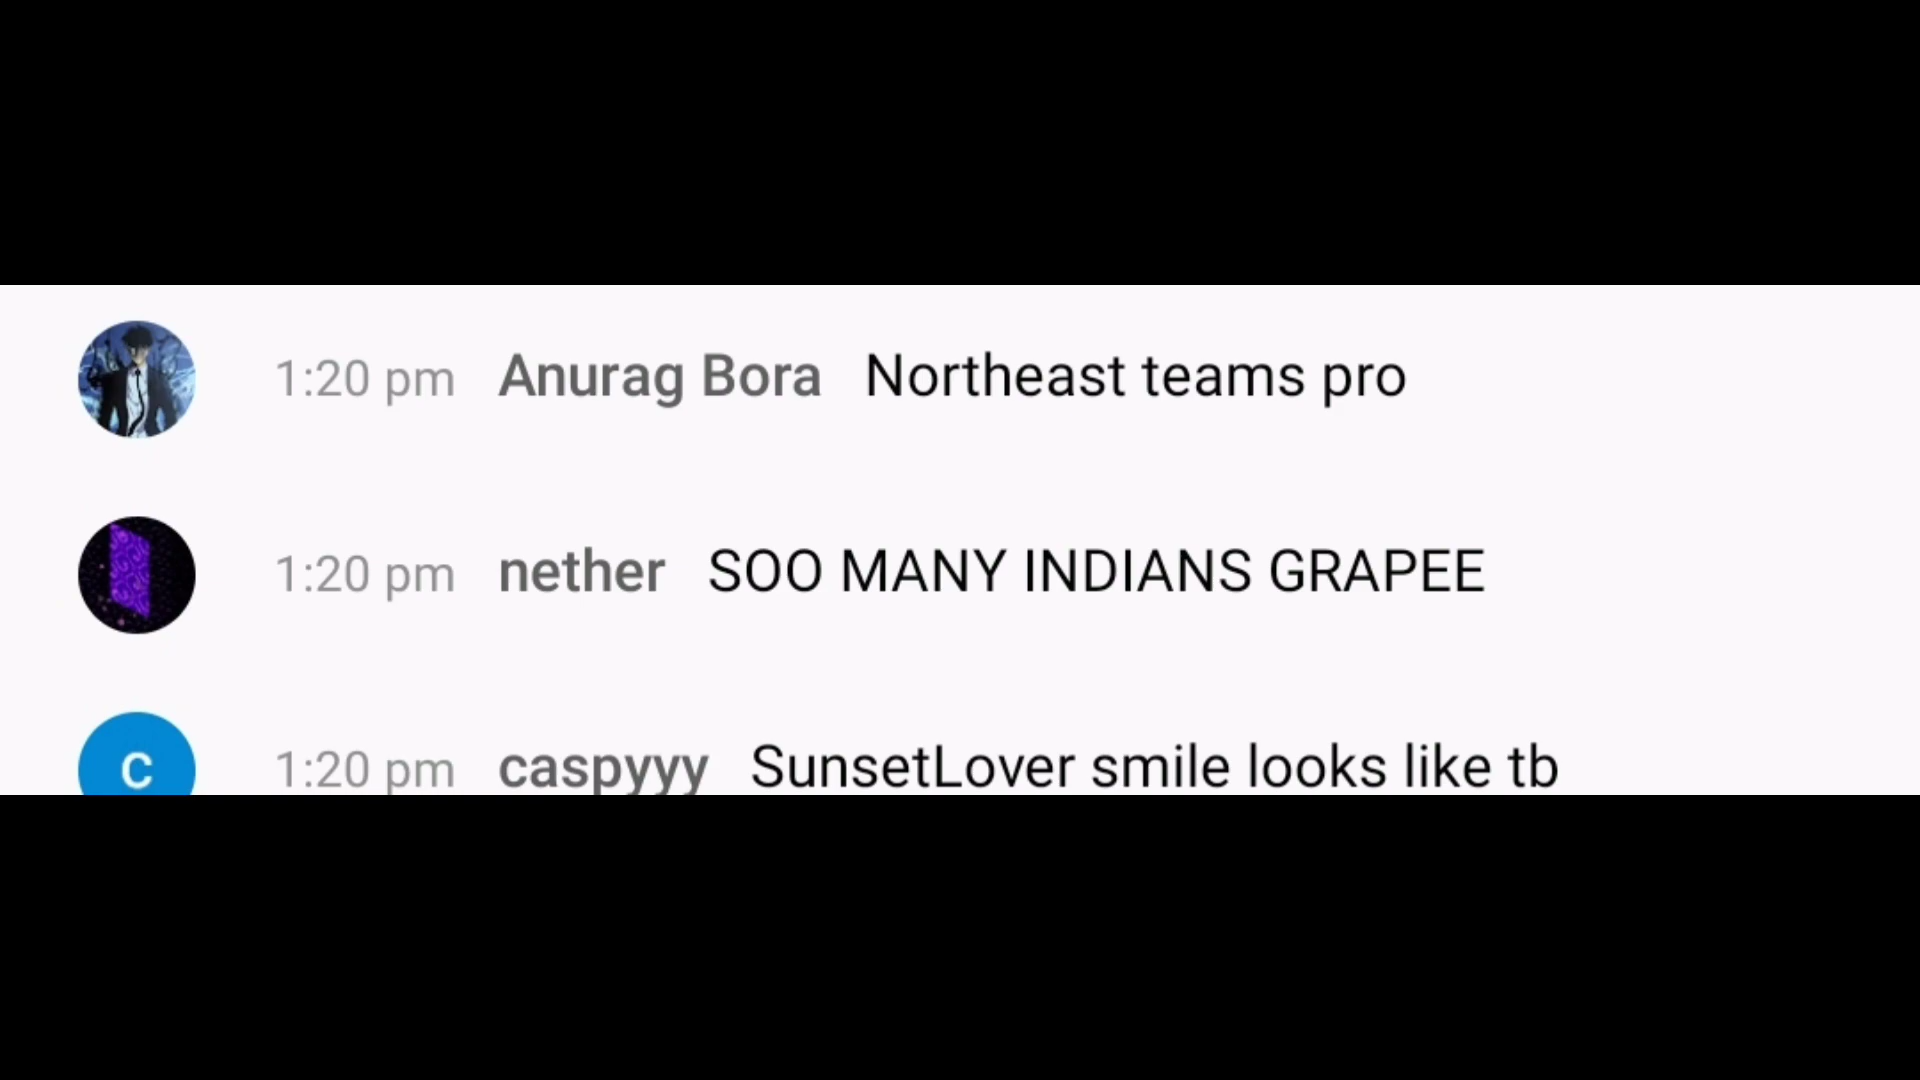 1:20 pm Anurag Bora Northeast teams pro
1:20 pm nether SOO MANY INDIANS GRAPEE
C 1:20 pm caspyyy SunsetLover smile looks like tb